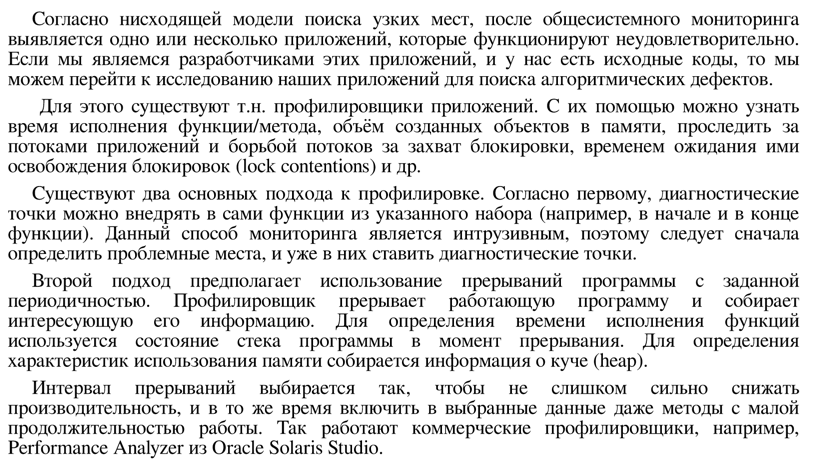 Согласно нисходящей модели поиска узких мест, после общесистемного мониторинга
выявляется одно или несколько приложений, которые функционируют неудовлетворительно.
Если мы являемся разработчиками этих приложений, и у нас есть исходные коды, то мы
можем перейти к исследованию наших приложений для поиска алгоритмических дефектов.
Для этого существуют т.н. профилировщики приложений. С их помощью можно узнать
время исполнения функции/метода, объём созданных объектов в памяти, проследить за
потоками приложений и борьбой потоков за захват блокировки, временем ожидания ими
освобождения блокировок (lock contentions) и др.
Существуют два основных подхода к профилировке. Согласно первому, диагностические
точки можно внедрять в сами функции из указанного набора (например, в начале и в конце
функции). Данный способ мониторинга является интрузивным, поэтому следует сначала
определить проблемные места, и уже в них ставить диагностические точки.
Второй подход предполагает использование прерываний программы с заданной
периодичностью. Профилировщик прерывает работающую программу и собирает
интересующую его информацию. Для определения времени исполнения функций
используется состояние стека программы в момент прерывания. Для определения
характеристик использования памяти собирается информация о куче (heap).
Интервал прерываний выбирается так, чтобы не слишком сильно снижать
производительность, и в то же время включить в выбранные данные даже методы с малой
продолжительностью работы. Так работают коммерческие профилировщики, например,
Performance Analyzer из Oracle Solaris Studio.